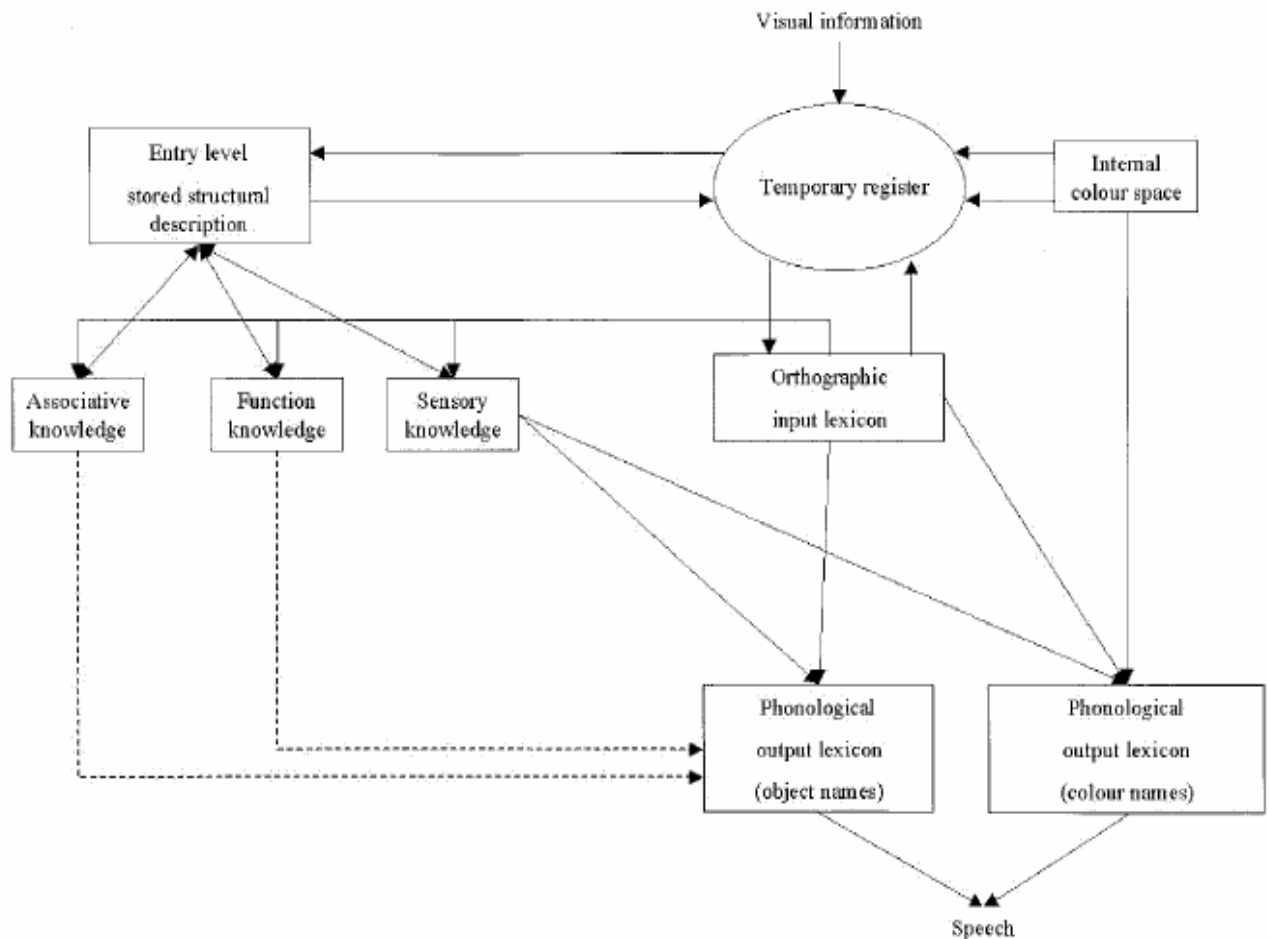 Visual information
Entry level
stored structural
description
Temporary register
Internal
colour space
Associative
knowledge
Function
knowledge
Sensory
knowledge
Orthographic
input lexicon
Phonological
output lexicon
(object names)
Phonological
output lexicon
(colour names)
Speech